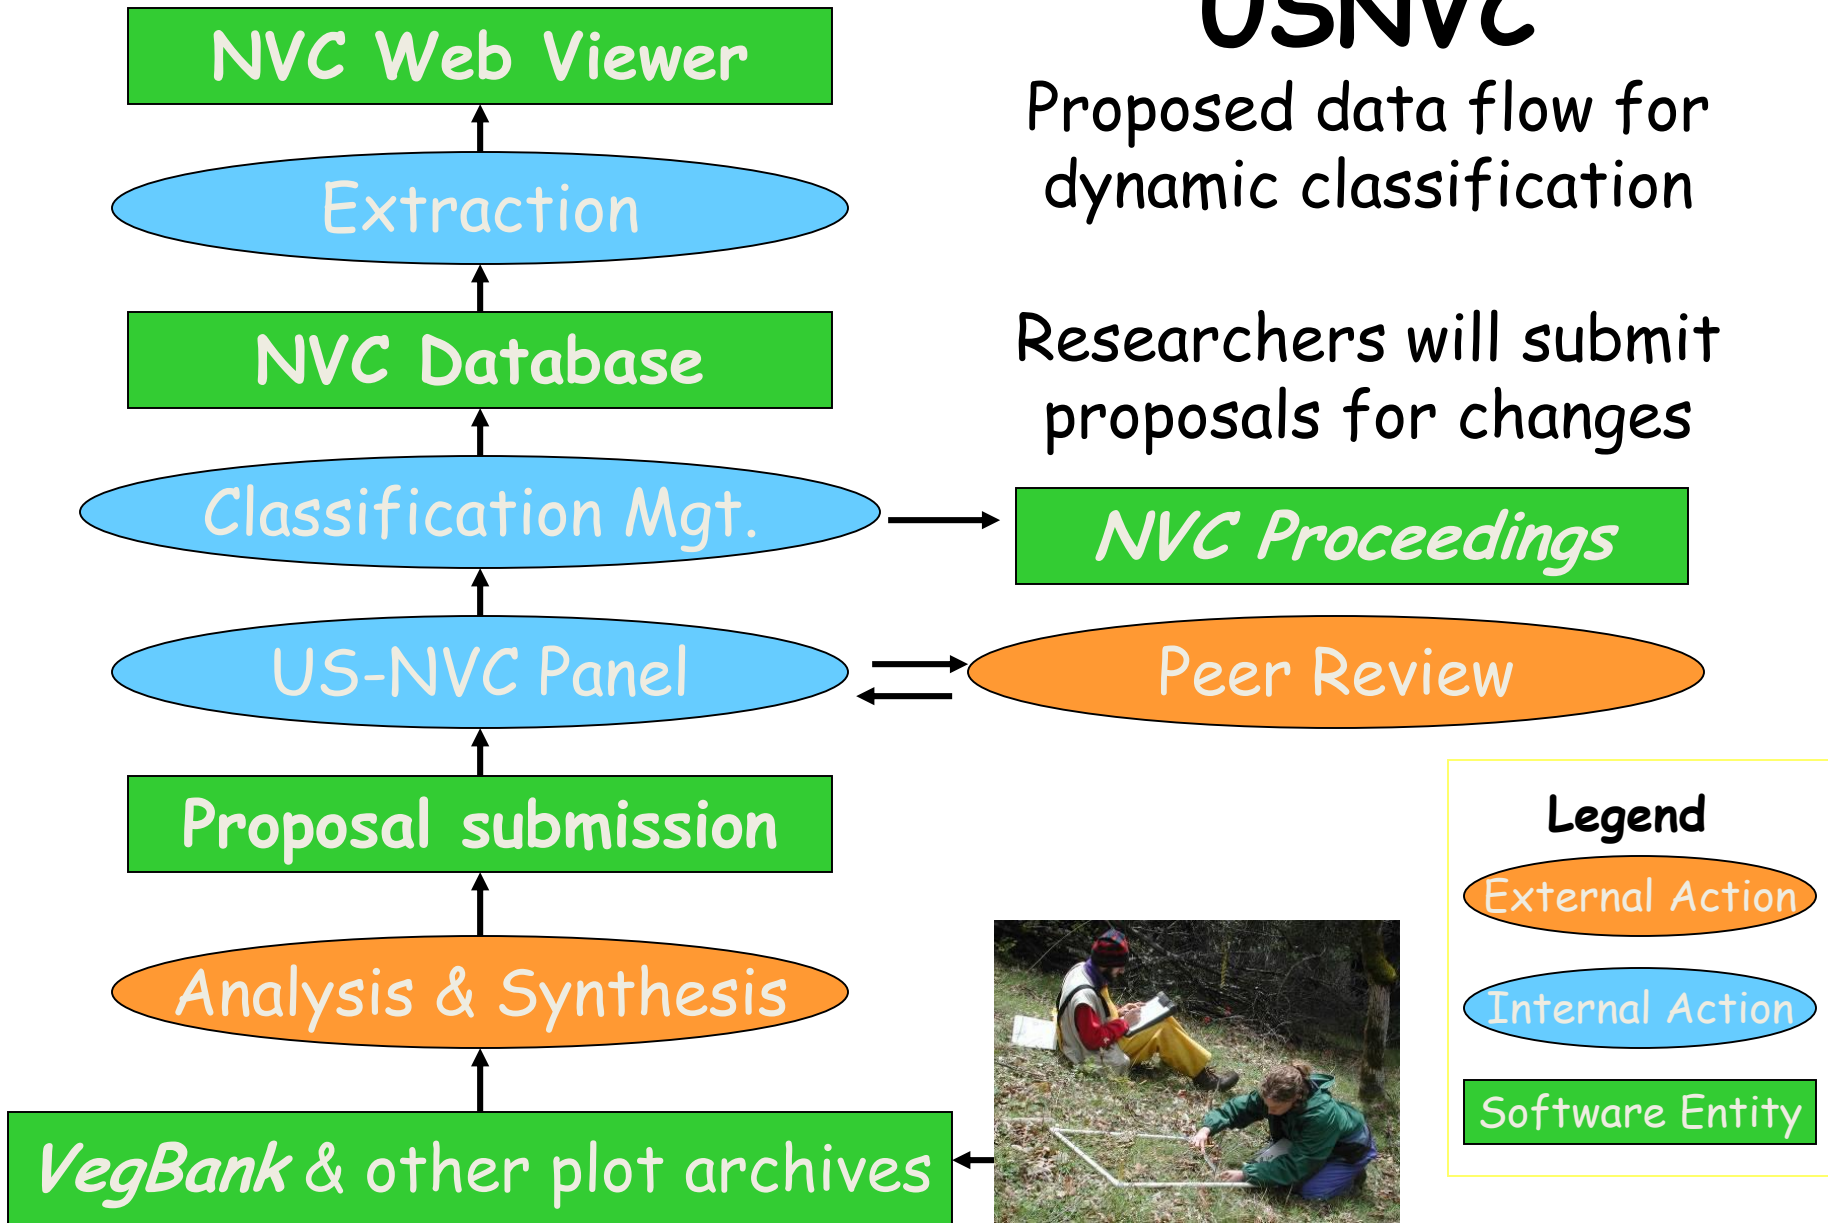 USNVC
Proposed data flow for
dynamic classification
Researchers will submit
proposals for changes
NVC Web Viewer
Extraction
NVC Database
Classification Mgt.
NVC Proceedings
US-NVC Panel
Peer Review
Proposal submission
Analysis & Synthesis
VegBank & other plot archives
Legend
External Action
Internal Action
Software Entity